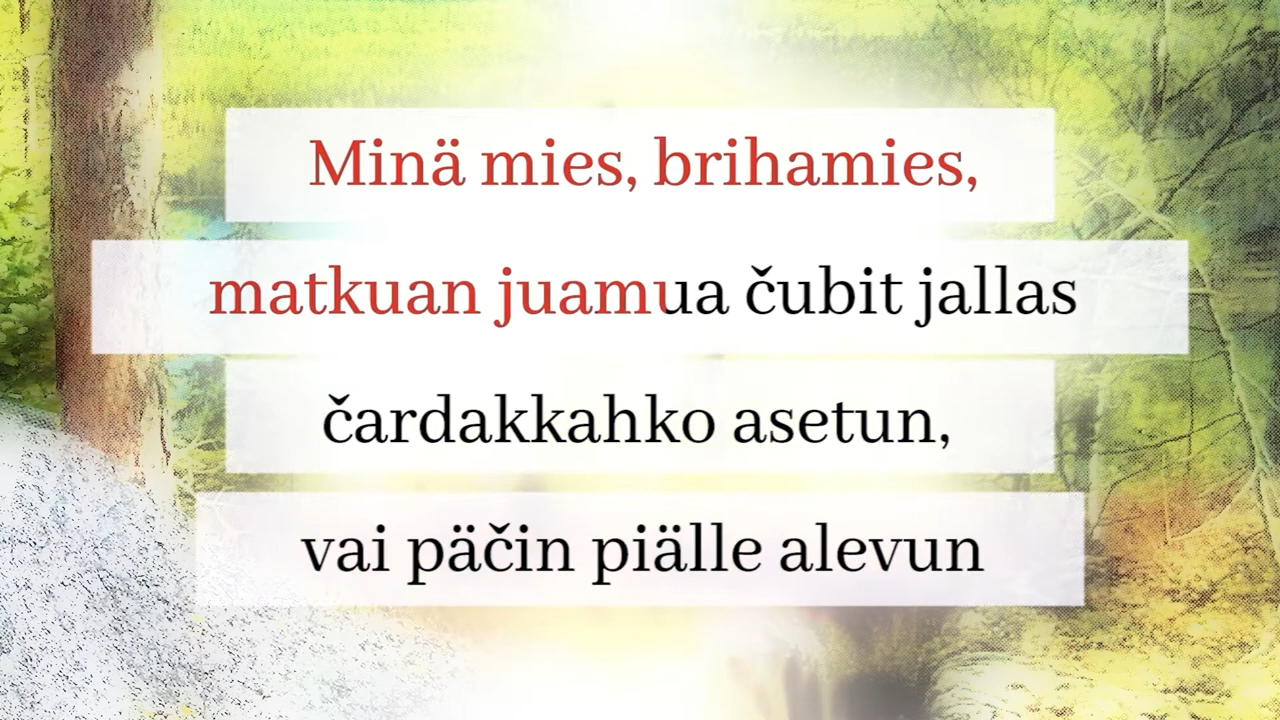 Minä mies, brihamies,
matkuan juamua čubit jallas
čardakkahko asetun,
vai päčin piälle alevun